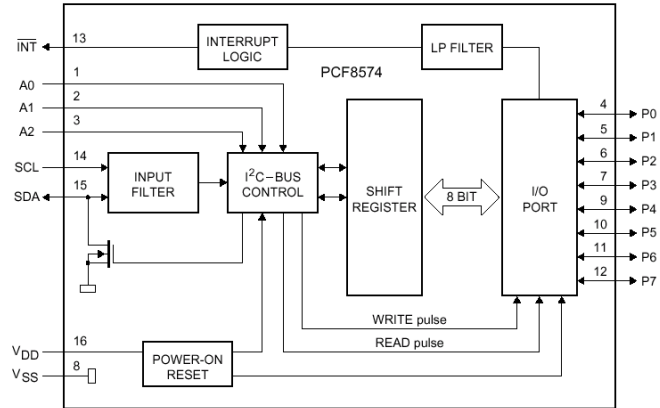 INT 13 INTERRUPT LOGIC LP FILTER
PCF8574
A0 1
A1 2
A2 3
SCL 14
SDA 15
INPUT FILTER
I²C–BUS CONTROL
SHIFT REGISTER
8 BIT
I/O PORT
4 P0
5 P1
6 P2
7 P3
9 P4
10 P5
11 P6
12 P7
WRITE pulse
READ pulse
VDD 16
VSS 8
POWER-ON RESET